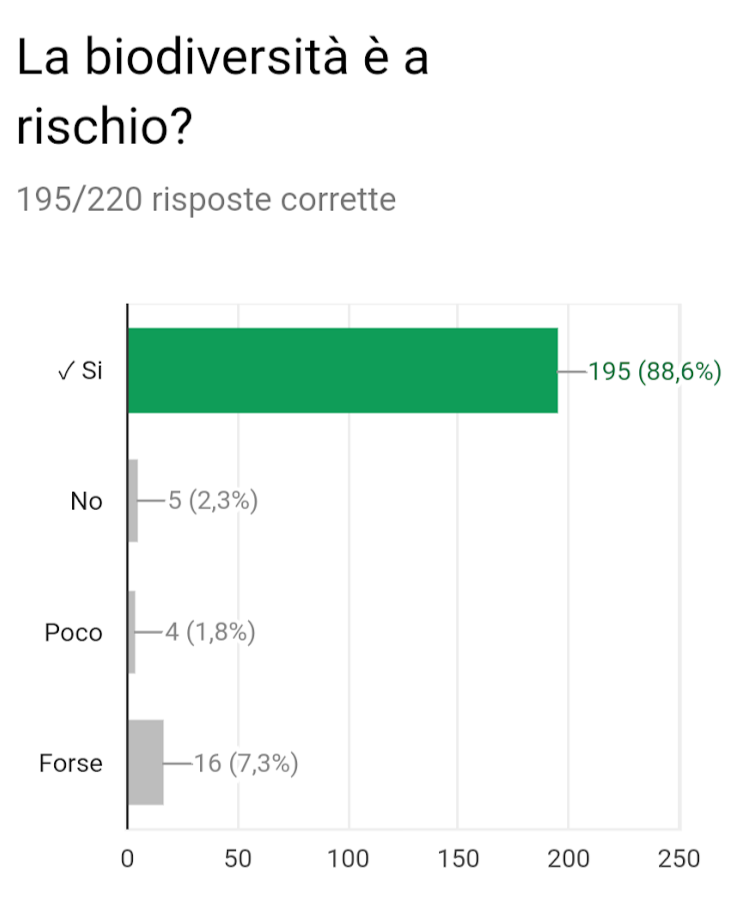 La biodiversità è a
rischio?
195/220 risposte corrette
✓ Si
195 (88,6%)
No
5 (2,3%)
Poco
4 (1,8%)
Forse
16 (7,3%)
0 50 100 150 200 250